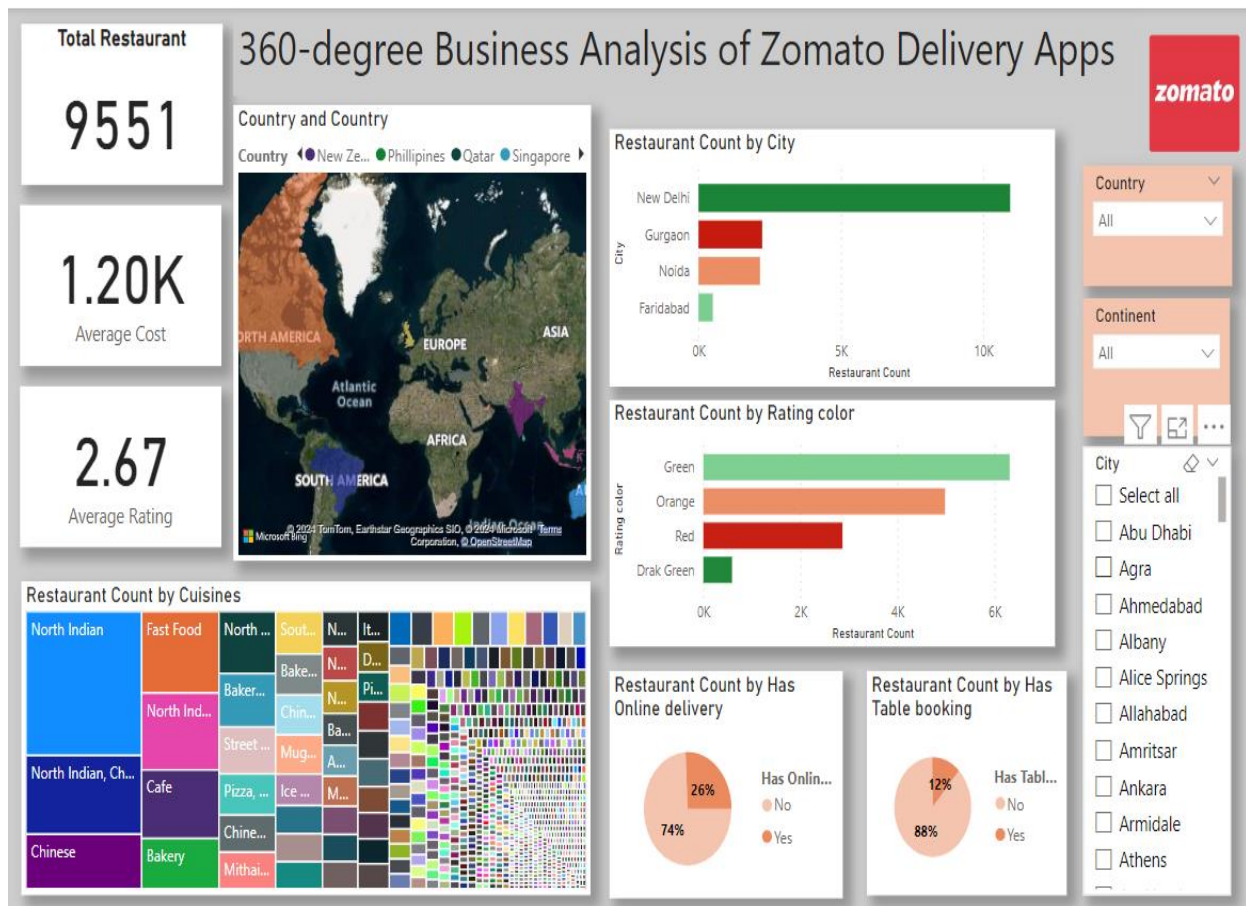 Total Restaurant
9551
360-degree Business Analysis of Zomato Delivery Apps
zomato
1.20K
Average Cost
2.67
Average Rating
Country and Country
Country New Ze... Phillipines Qatar Singapore
NORTH AMERICA
EUROPE
ASIA
Atlantic
Ocean
AFRICA
SOUTH AMERICA
Indian Ocean
Microsoft Bing
© 2024 TomTom, Earthstar Geographics SIO, © 2024 Microsoft Terms
Corporation, © OpenStreetMap
Restaurant Count by City
City
New Delhi
Gurgaon
Noida
Faridabad
0K 5K 10K
Restaurant Count
Restaurant Count by Rating color
Rating color
Green
Orange
Red
Drak Green
0K 2K 4K 6K
Restaurant Count
Country
All
Continent
All
City
Select all
Abu Dhabi
Agra
Ahmedabad
Albany
Alice Springs
Allahabad
Amritsar
Ankara
Armidale
Athens
Restaurant Count by Cuisines
North Indian
North Indian, Ch...
Chinese
Fast Food
North Ind...
Cafe
Bakery
North ...
Baker...
Street ...
Pizza, ...
Chine...
Mithai...
Sout...
Bake...
Chin...
Mug...
Ice ...
N...
N...
N...
Ba...
A...
M...
It...
D...
Pi...
Restaurant Count by Has
Online delivery
26%
74%
Has Onlin...
No
Yes
Restaurant Count by Has
Table booking
12%
88%
Has Tabl...
No
Yes